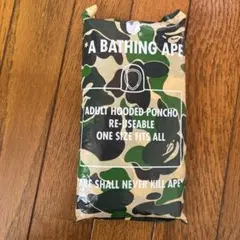 *A BATHING APE
ADULT HOODED PONCHO
RE-USEABLE
ONE SIZE FITS ALL
APE SHALL NEVER KILL APE